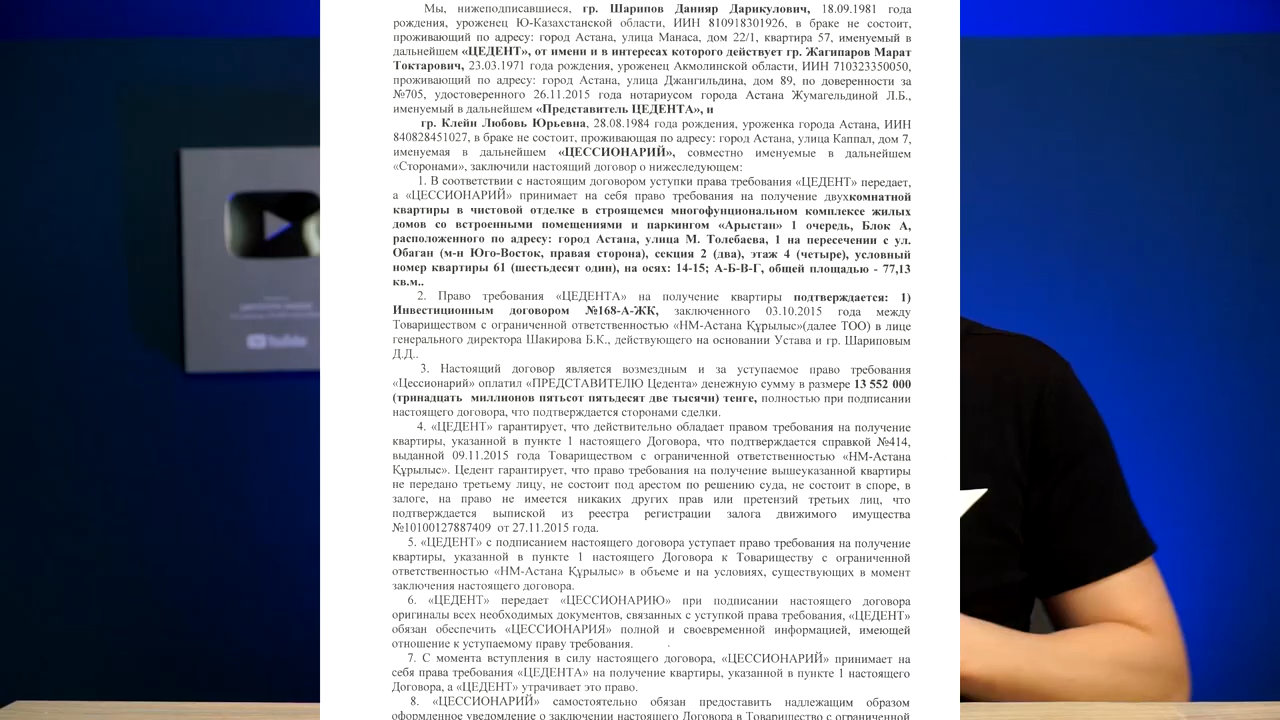 Мы, нижеподписавшиеся, гр. Шарипов Данияр Дарикулович, 18.09.1981 года
рождения, уроженец Ю-Казахстанской области, ИИН 810918301926, в браке не состоит,
проживающий по адресу: город Астана, улица Манаса, дом 22/1, квартира 57, именуемый в
дальнейшем «ЦЕДЕНТ», от имени и в интересах которого действует гр. Жагипаров Марат
Токтарович, 23.03.1971 года рождения, уроженец Акмолинской области, ИИН 710323350050,
проживающий по адресу: город Астана, улица Джангильдина, дом 89, по доверенности за
№705, удостоверенного 26.11.2015 года нотариусом города Астана Жумагельдиной Л.Б.,
именуемый в дальнейшем «Представитель ЦЕДЕНТА», и
гр. Клейн Любовь Юрьевна, 28.08.1984 года рождения, уроженка города Астана, ИИН
840828451027, в браке не состоит, проживающая по адресу: город Астана, улица Каппал, дом 7,
именуемая в дальнейшем «ЦЕССИОНАРИЙ», совместно именуемые в дальнейшем
«Сторонами», заключили настоящий договор о нижеследующем:
1. В соответствии с настоящим договором уступки права требования «ЦЕДЕНТ» передает,
а «ЦЕССИОНАРИЙ» принимает на себя право требования на получение двухкомнатной
квартиры в чистовой отделке в строящемся многофунциональном комплексе жилых
домов со встроенными помещениями и паркингом «Арыстан» 1 очередь, Блок А,
расположенного по адресу: город Астана, улица М. Толебаева, 1 на пересечении с ул.
Обаган (м-н Юго-Восток, правая сторона), секция 2 (два), этаж 4 (четыре), условный
номер квартиры 61 (шестьдесят один), на осях: 14-15; А-Б-В-Г, общей площадью - 77,13
кв.м..
2. Право требования «ЦЕДЕНТА» на получение квартиры подтверждается: 1)
Инвестиционным договором №168-А-ЖК, заключенного 03.10.2015 года между
Товариществом с ограниченной ответственностью «НМ-Астана Құрылыс»(далее ТОО) в лице
генерального директора Шакирова Б.К., действующего на основании Устава и гр. Шариповым
Д.Д..
3. Настоящий договор является возмездным и за уступаемое право требования
«Цессионарий» оплатил «ПРЕДСТАВИТЕЛЮ Цедента» денежную сумму в размере 13 552 000
(тринадцать миллионов пятьсот пятьдесят две тысячи) тенге, полностью при подписании
настоящего договора, что подтверждается сторонами сделки.
4. «ЦЕДЕНТ» гарантирует, что действительно обладает правом требования на получение
квартиры, указанной в пункте 1 настоящего Договора, что подтверждается справкой №414,
выданной 09.11.2015 года Товариществом с ограниченной ответственностью «НМ-Астана
Құрылыс». Цедент гарантирует, что право требования на получение вышеуказанной квартиры
не передано третьему лицу, не состоит под арестом по решению суда, не состоит в споре, в
залоге, на право не имеется никаких других прав или претензий третьих лиц, что
подтверждается выпиской из реестра регистрации залога движимого имущества
№10100127887409 от 27.11.2015 года.
5. «ЦЕДЕНТ» с подписанием настоящего договора уступает право требования на получение
квартиры, указанной в пункте 1 настоящего Договора к Товариществу с ограниченной
ответственностью «НМ-Астана Құрылыс» в объеме и на условиях, существующих в момент
заключения настоящего договора.
6. «ЦЕДЕНТ» передает «ЦЕССИОНАРИЮ» при подписании настоящего договора
оригиналы всех необходимых документов, связанных с уступкой права требования, «ЦЕДЕНТ»
обязан обеспечить «ЦЕССИОНАРИЯ» полной и своевременной информацией, имеющей
отношение к уступаемому праву требования.
7. С момента вступления в силу настоящего договора, «ЦЕССИОНАРИЙ» принимает на
себя права требования «ЦЕДЕНТА» на получение квартиры, указанной в пункте 1 настоящего
Договора, а «ЦЕДЕНТ» утрачивает это право.
8. «ЦЕССИОНАРИЙ» самостоятельно обязан предоставить надлежащим образом
оформленное уведомление о заключении настоящего Договора в Товарищество с ограниченной
YouTube